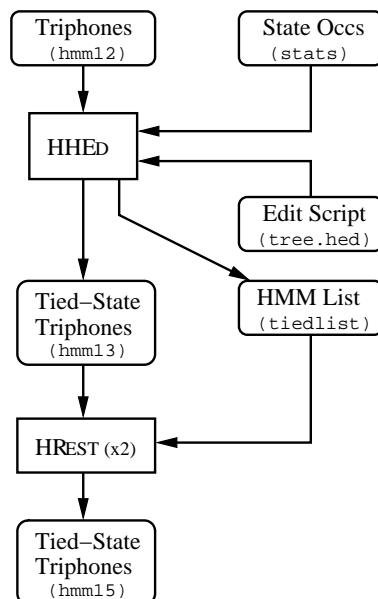 Triphones
(hmm12)
State Occs
(stats)
HHED
Edit Script
(tree.hed)
Tied−State
Triphones
(hmm13)
HMM List
(tiedlist)
HREST (x2)
Tied−State
Triphones
(hmm15)